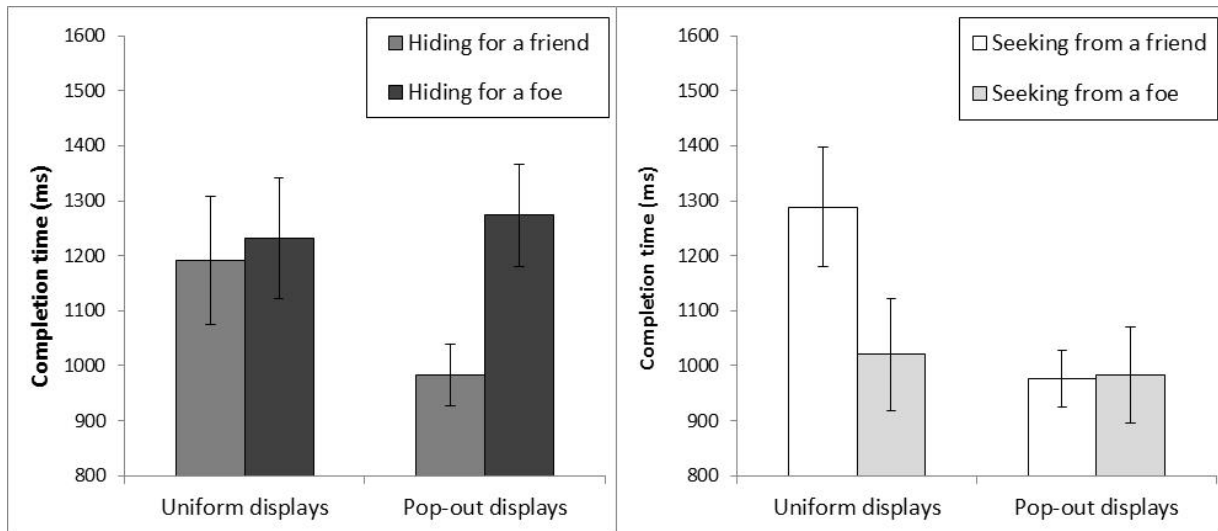 1600
1500
1400
1300
1200
1100
1000
900
800
Completion time (ms)
Hiding for a friend
Hiding for a foe
Uniform displays
Pop-out displays
1600
1500
1400
1300
1200
1100
1000
900
800
Completion time (ms)
Seeking from a friend
Seeking from a foe
Uniform displays
Pop-out displays